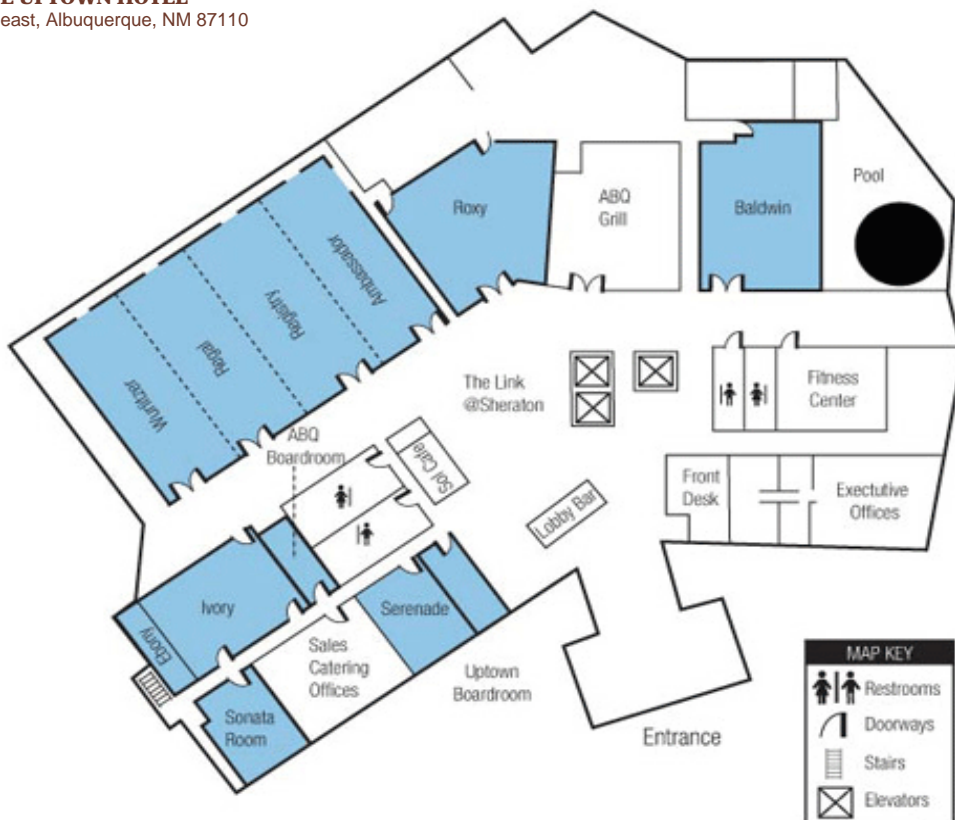 E UPTOWN HOTEL
east, Albuquerque, NM 87110
Pool
Roxy
ABQ
Grill
Baldwin
Ambassador
Registry
Regal
Wurlitzer
The Link
@Sheraton
Fitness
Center
ABQ
Boardroom
Sol Cafe
Front
Desk
Exectutive
Offices
Lobby Bar
Ivory
Ebony
Serenade
Sales
Catering
Offices
Uptown
Boardroom
Sonata
Room
Entrance
MAP KEY
Restrooms
Doorways
Stairs
Elevators